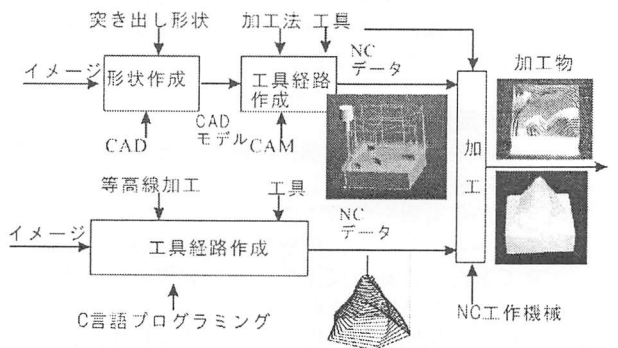 突き出し形状
加工法 工具
イメージ
形状作成
工具経路
作成
NC
データ
加工物
CAD
モデル
CAD
CAM
加
工
等高線加工
工具
イメージ
工具経路作成
NC
データ
C言語プログラミング
NC工作機械